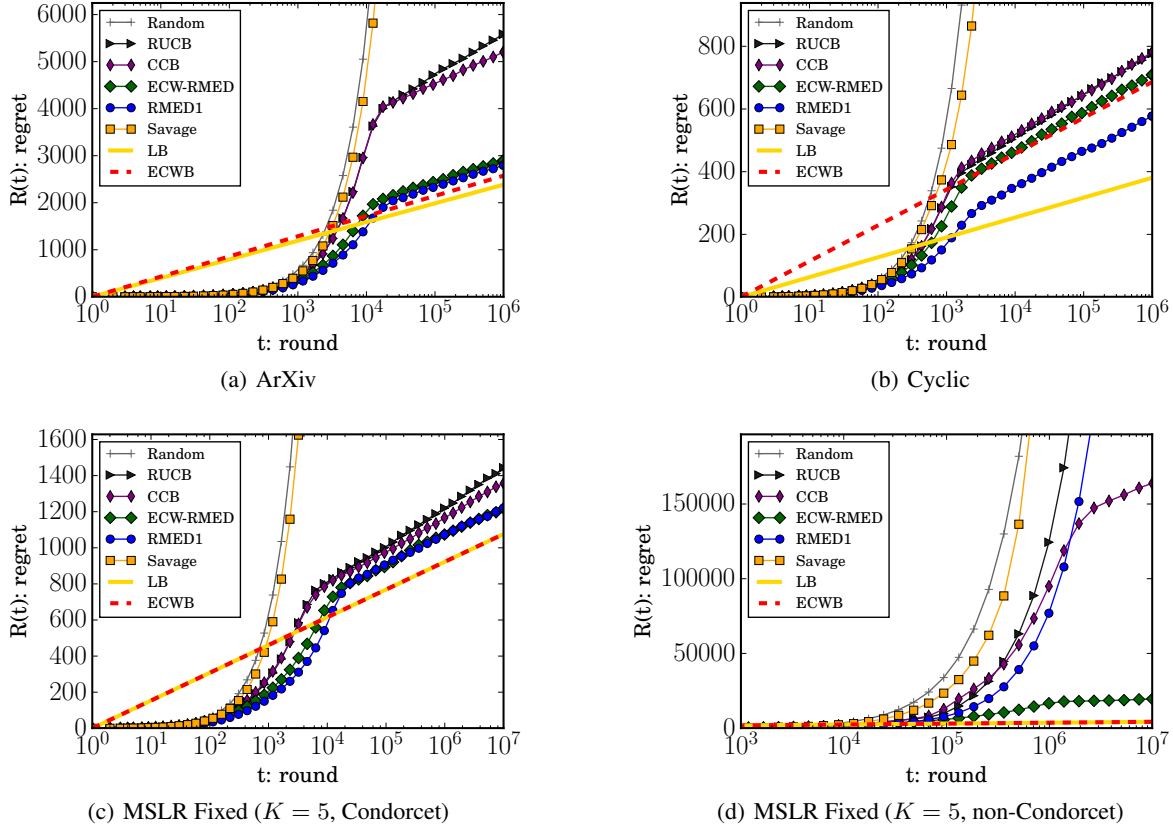 6000
5000
4000
3000
2000
1000
0
R(t): regret
Random
RUCB
CCB
ECW-RMED
RMED1
Savage
LB
ECWB
10^0 10^1 10^2 10^3 10^4 10^5 10^6
t: round
(a) ArXiv
800
600
400
200
0
R(t): regret
Random
RUCB
CCB
ECW-RMED
RMED1
Savage
LB
ECWB
10^0 10^1 10^2 10^3 10^4 10^5 10^6
t: round
(b) Cyclic
1600
1400
1200
1000
800
600
400
200
0
R(t): regret
Random
RUCB
CCB
ECW-RMED
RMED1
Savage
LB
ECWB
10^0 10^1 10^2 10^3 10^4 10^5 10^6 10^7
t: round
(c) MSLR Fixed (K = 5, Condorcet)
150000
100000
50000
0
R(t): regret
Random
RUCB
CCB
ECW-RMED
RMED1
Savage
LB
ECWB
10^3 10^4 10^5 10^6 10^7
t: round
(d) MSLR Fixed (K = 5, non-Condorcet)